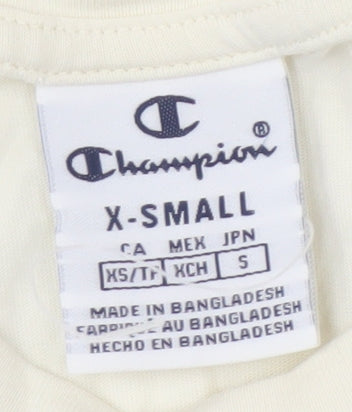 Champion®
X-SMALL
CA MEX JPN
XS/TP XCH S
MADE IN BANGLADESH
FABRIQUÉ AU BANGLADESH
HECHO EN BANGLADESH